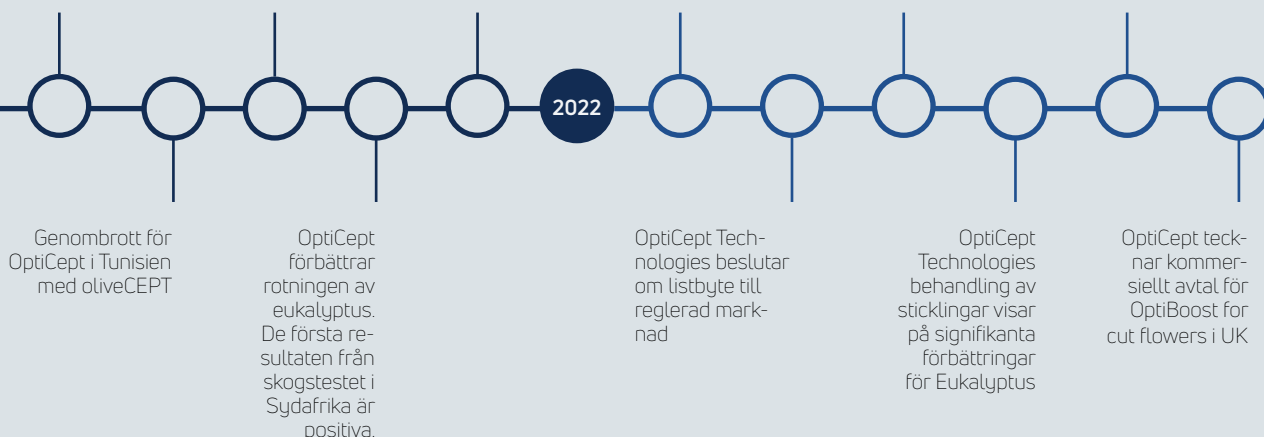 2022
Genombrott för
OptiCept i Tunisien
med oliveCEPT
OptiCept
förbättrar
rotningen av
eukalyptus.
De första re-
sultaten från
skogstestet i
Sydafrika är
positiva.
OptiCept Tech-
nologies beslutar
om listbyte till
reglerad mark-
nad
OptiCept
Technologies
behandling av
sticklingar visar
på signifikanta
förbättringar
för Eukalyptus
OptiCept teck-
nar kommer-
siellt avtal för
OptiBoost for
cut flowers i UK